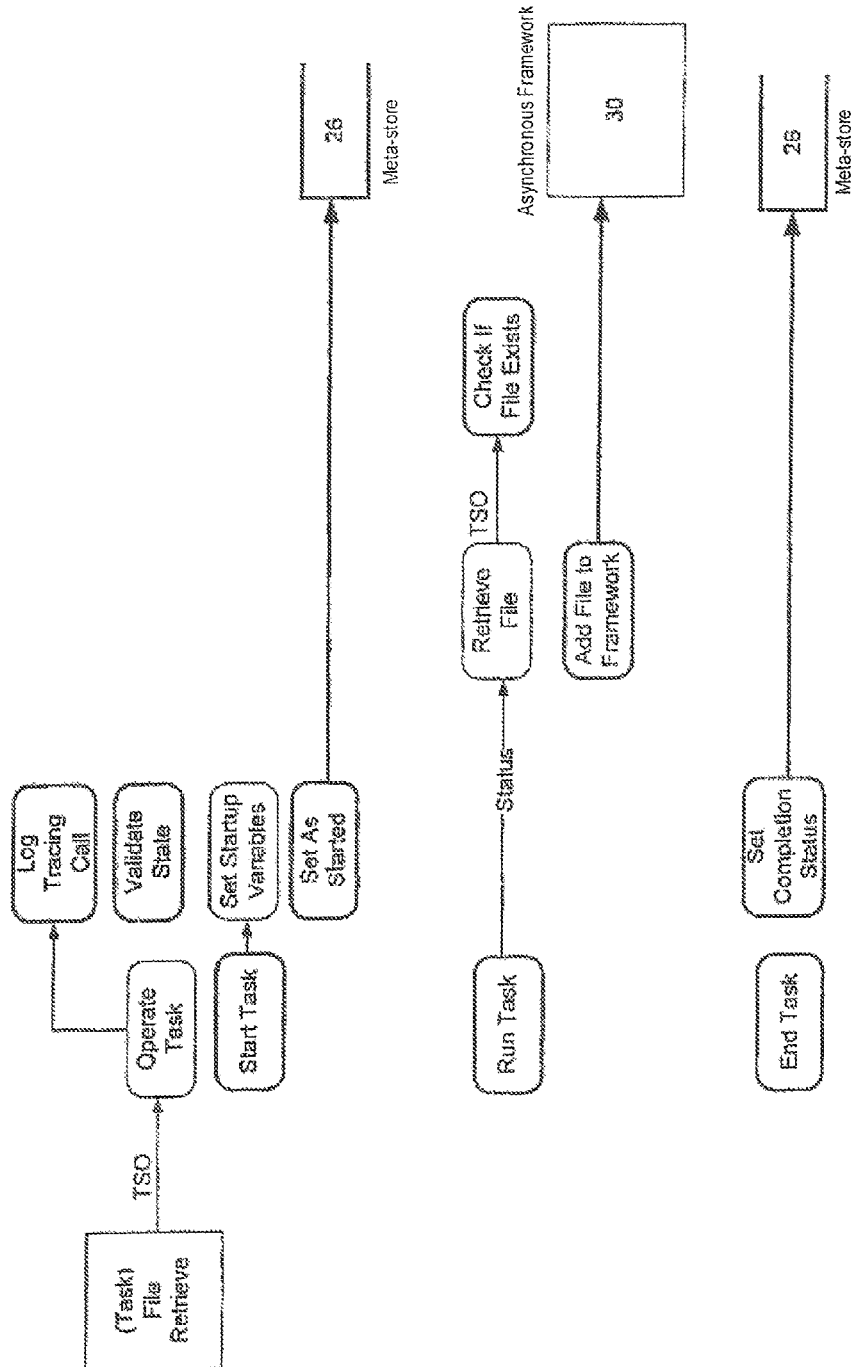 (Task)
File
Retrieve
TSO
Operate
Task
Log
Tracing
Call
Validate
State
Start Task
Set Startup
Variables
Set As
Started
26
Meta-store
Run Task
Status
Retrieve
File
TSO
Check If
File Exists
Add File to
Framework
Asynchronous Framework
30
End Task
Set
Completion
Status
26
Meta-store